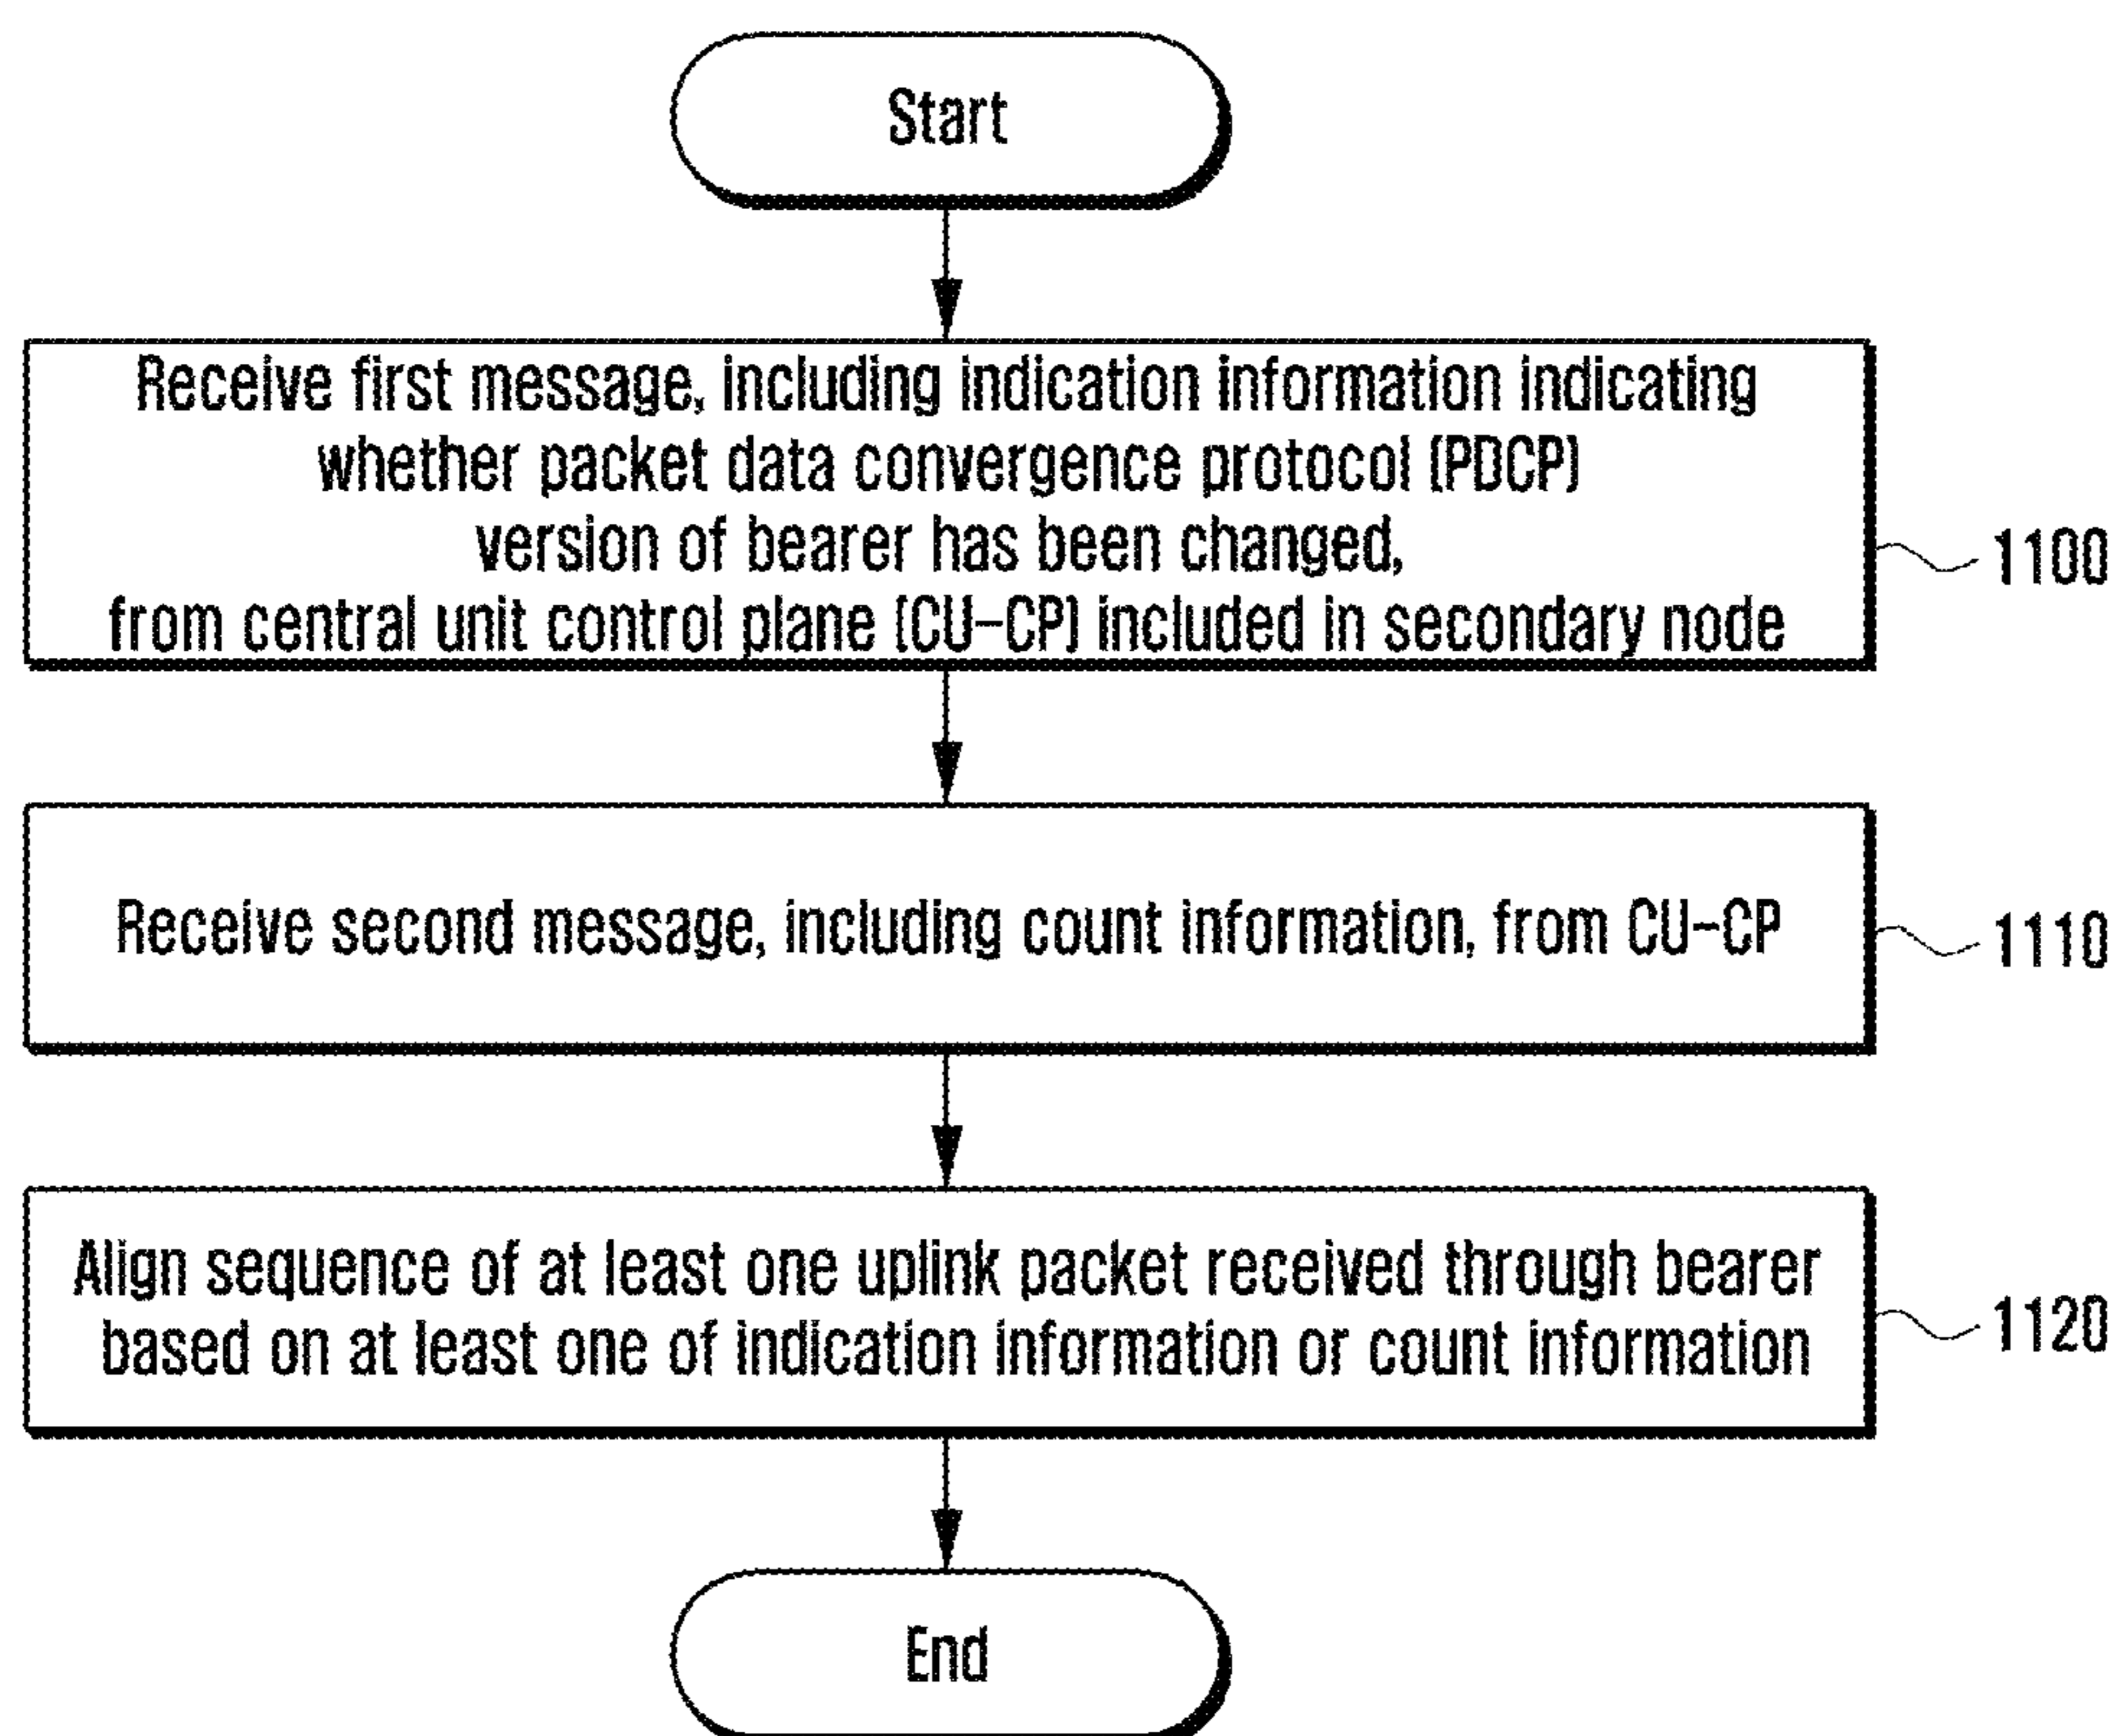 Start
Receive first message, including indication information indicating
whether packet data convergence protocol (PDCP)
version of bearer has been changed,
from central unit control plane (CU-CP) included in secondary node
1100
Receive second message, including count information, from CU-CP
1110
Align sequence of at least one uplink packet received through bearer
based on at least one of indication information or count information
1120
End